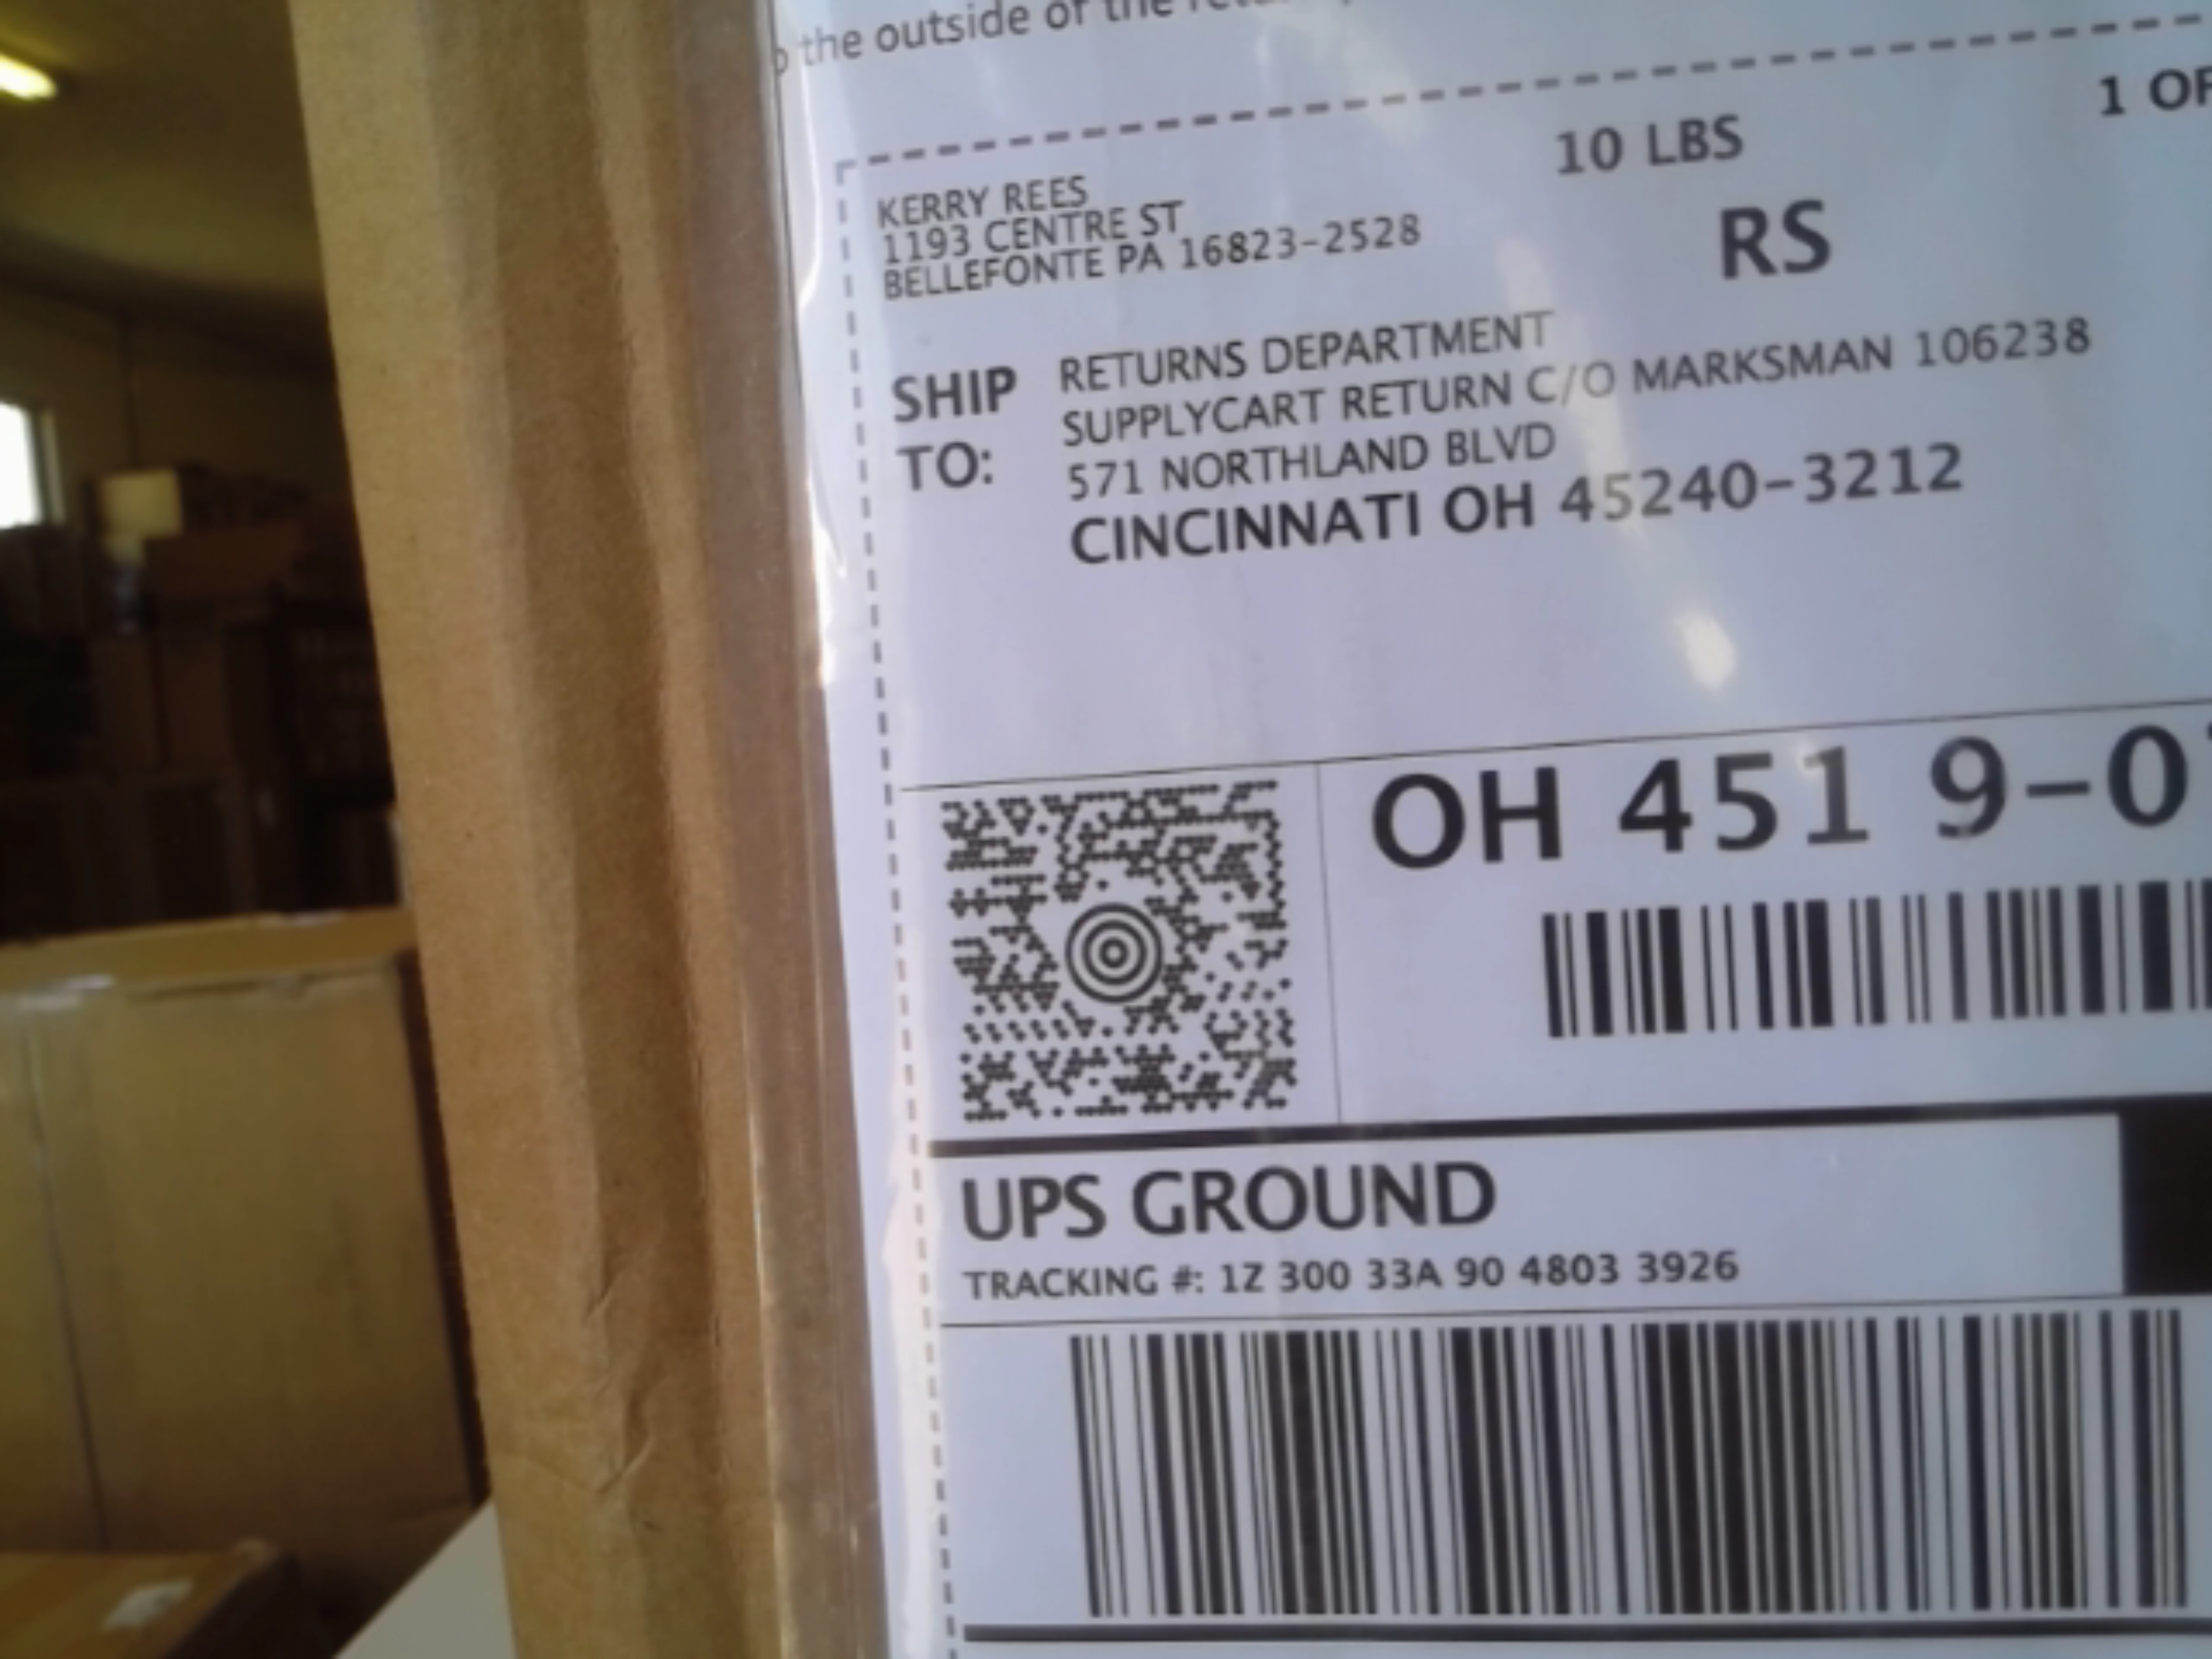 the outside of the
10 LBS
1 OF
KERRY REES
1193 CENTRE ST
BELLEFONTE PA 16823-2528
RS
SHIP TO:
RETURNS DEPARTMENT
SUPPLYCART RETURN C/O MARKSMAN 106238
571 NORTHLAND BLVD
CINCINNATI OH 45240-3212
OH 451 9-0
UPS GROUND
TRACKING #: 1Z 300 33A 90 4803 3926